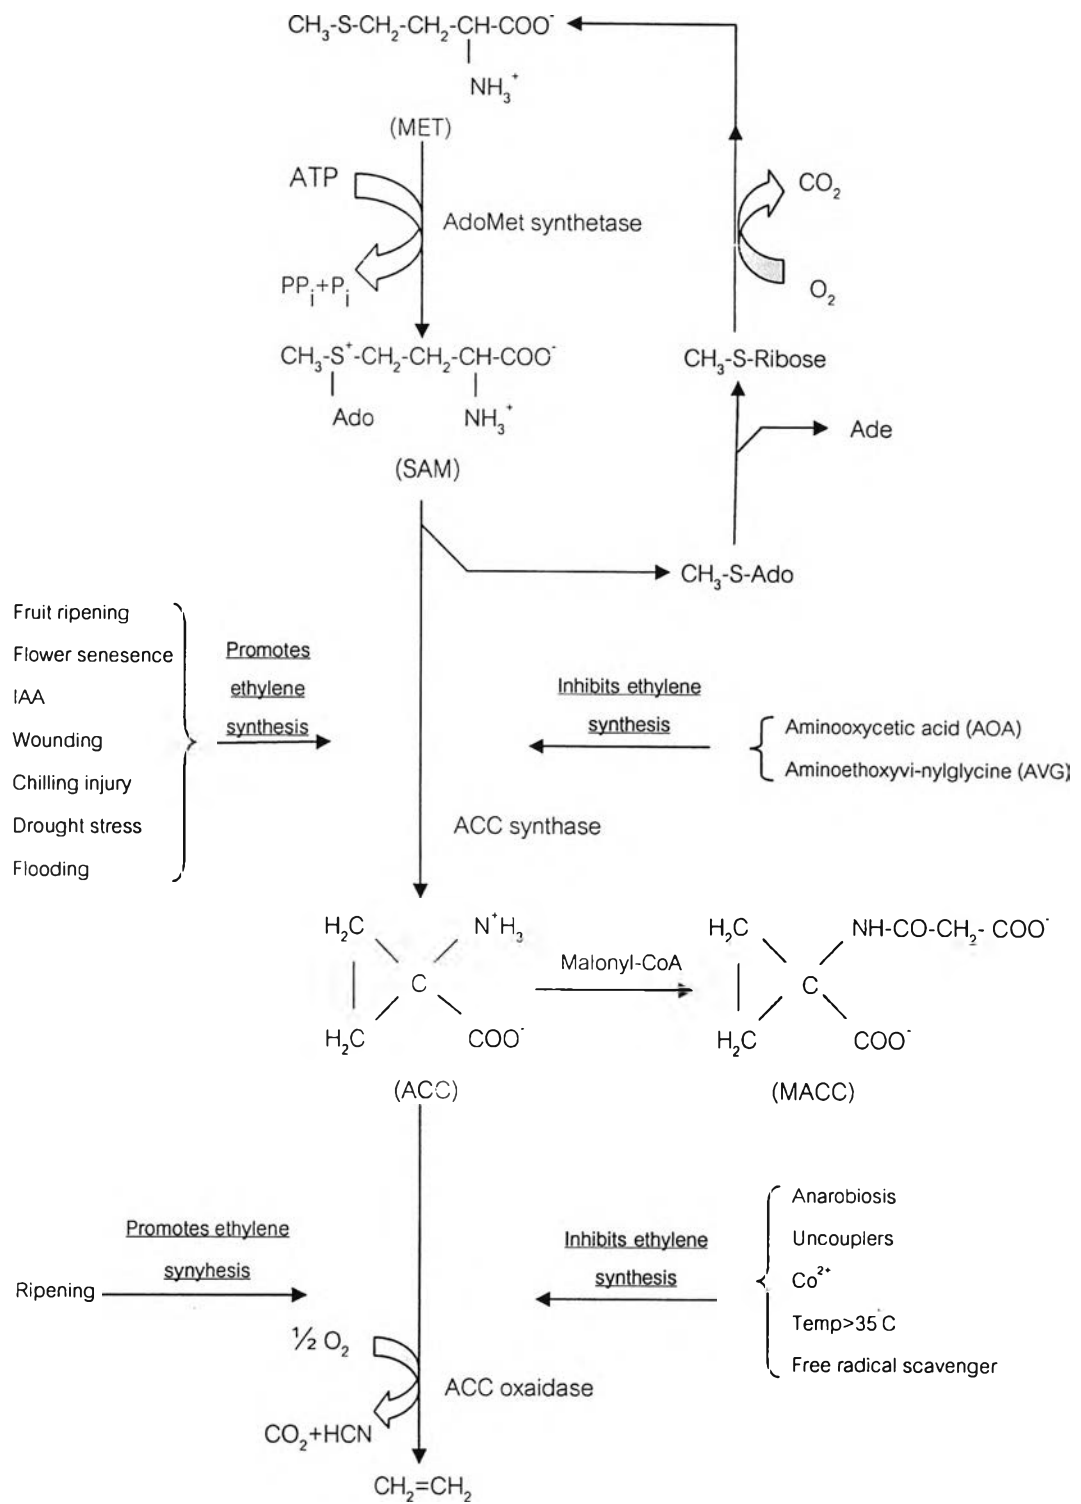 CH₃-S-CH₂-CH₂-CH-COO⁻
NH₃⁺
(MET)
ATP
AdoMet synthetase
PPᵢ+Pᵢ
CO₂
O₂
CH₃-S⁺-CH₂-CH₂-CH-COO⁻
Ado
NH₃⁺
(SAM)
CH₃-S-Ribose
Ade
CH₃-S-Ado
Fruit ripening
Flower senesence
IAA
Wounding
Chilling injury
Drought stress
Flooding
Promotes
ethylene
synthesis
Inhibits ethylene
synthesis
Aminooxycetic acid (AOA)
Aminoethoxyvi-nylglycine (AVG)
ACC synthase
H₂C
N⁺H₃
C
H₂C
COO⁻
(ACC)
Malonyl-CoA
H₂C
NH-CO-CH₂- COO⁻
C
H₂C
COO⁻
(MACC)
Ripening
Promotes ethylene
synyhesis
Inhibits ethylene
synthesis
Anarobiosis
Uncouplers
Co²⁺
Temp>35°C
Free radical scavenger
½ O₂
ACC oxaidase
CO₂+HCN
CH₂=CH₂